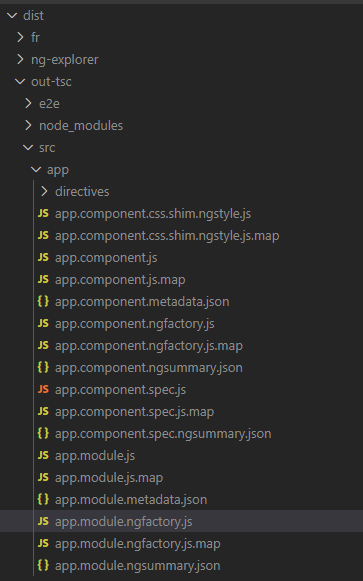 dist
fr
ng-explorer
out-tsc
e2e
node_modules
src
app
directives
JS app.component.css.shim.ngstyle.js
JS app.component.css.shim.ngstyle.js.map
JS app.component.js
JS app.component.js.map
{ } app.component.metadata.json
JS app.component.ngfactory.js
JS app.component.ngfactory.js.map
{ } app.component.ngsummary.json
JS app.component.spec.js
JS app.component.spec.js.map
{ } app.component.spec.ngsummary.json
JS app.module.js
JS app.module.js.map
{ } app.module.metadata.json
JS app.module.ngfactory.js
JS app.module.ngfactory.js.map
{ } app.module.ngsummary.json